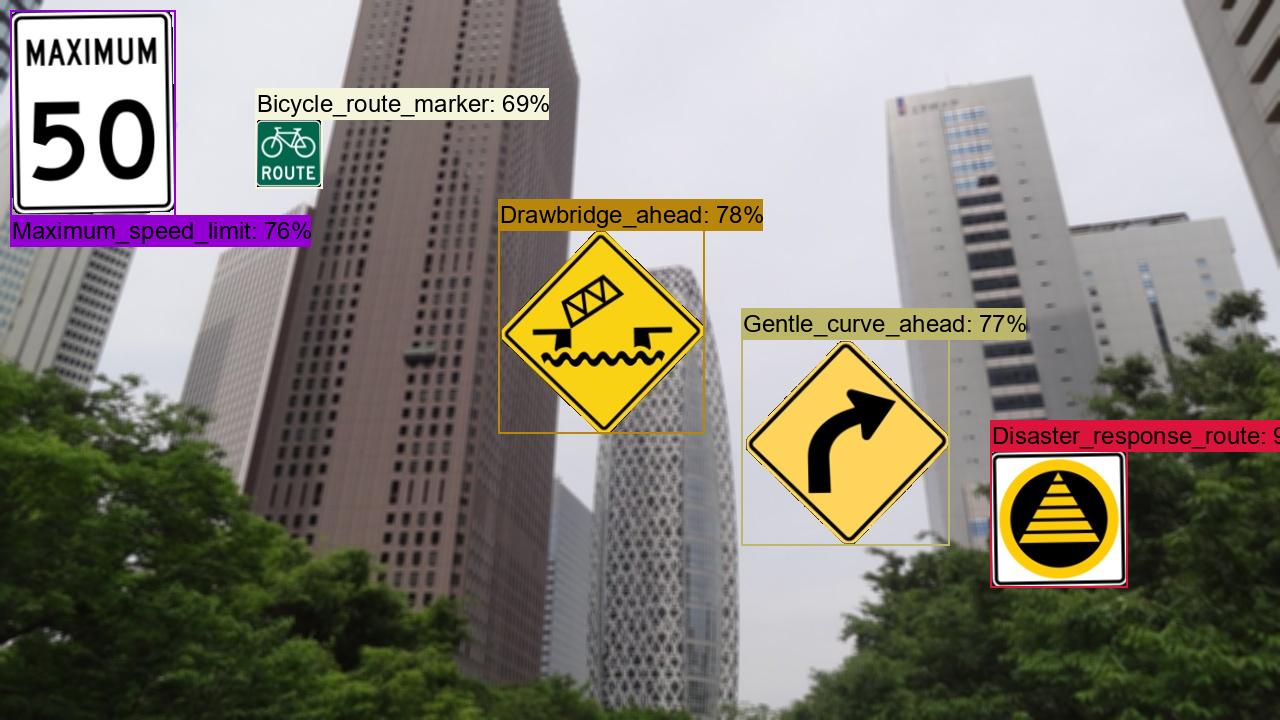 MAXIMUM
50
Maximum_speed_limit: 76%
Bicycle_route_marker: 69%
ROUTE
Drawbridge_ahead: 78%
Gentle_curve_ahead: 77%
Disaster_response_route: 9